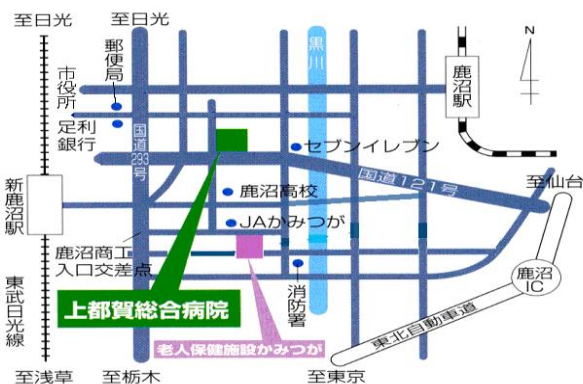 至日光
至日光
郵便局
市役所
足利
銀行
国道
293
号
黒川
鹿沼駅
N
セブンイレブン
国道121号
至仙台
新鹿沼駅
鹿沼高校
JAかみつが
鹿沼商工
入口交差点
上都賀総合病院
消防署
鹿沼
IC
東北自動車道
東武日光線
老人保健施設かみつが
至浅草
至栃木
至東京